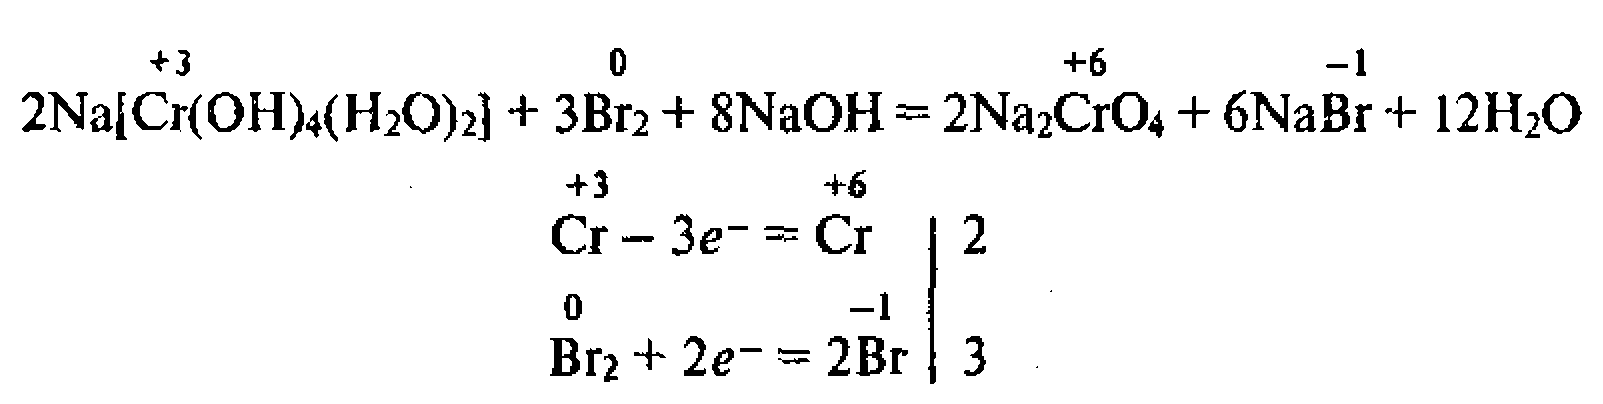 +3 0 +6 −1
2Na[Cr(OH)₄(H₂O)₂] + 3Br₂ + 8NaOH = 2Na₂CrO₄ + 6NaBr + 12H₂O
+3 +6
Cr − 3e⁻ = Cr | 2
0 −1
Br₂ + 2e⁻ = 2Br | 3